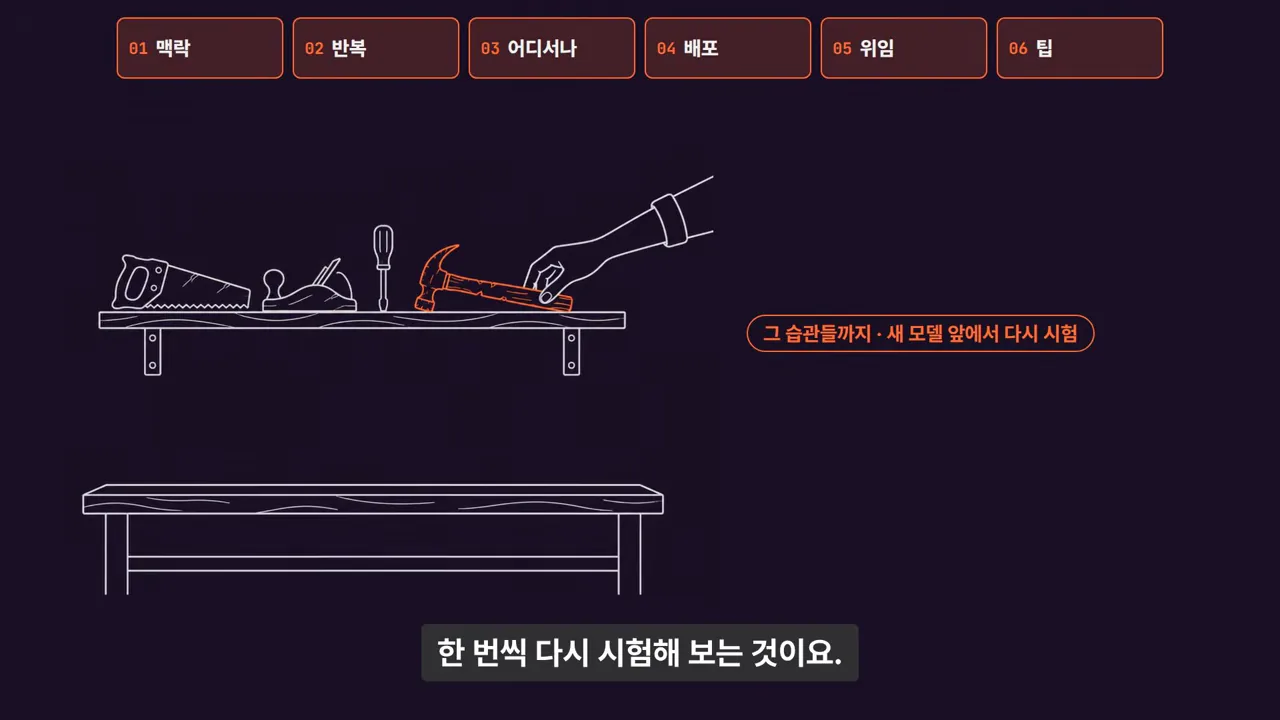 01 맥락
02 반복
03 어디서나
04 배포
05 위임
06 팁
그 습관들까지 · 새 모델 앞에서 다시 시험
한 번씩 다시 시험해 보는 것이요.